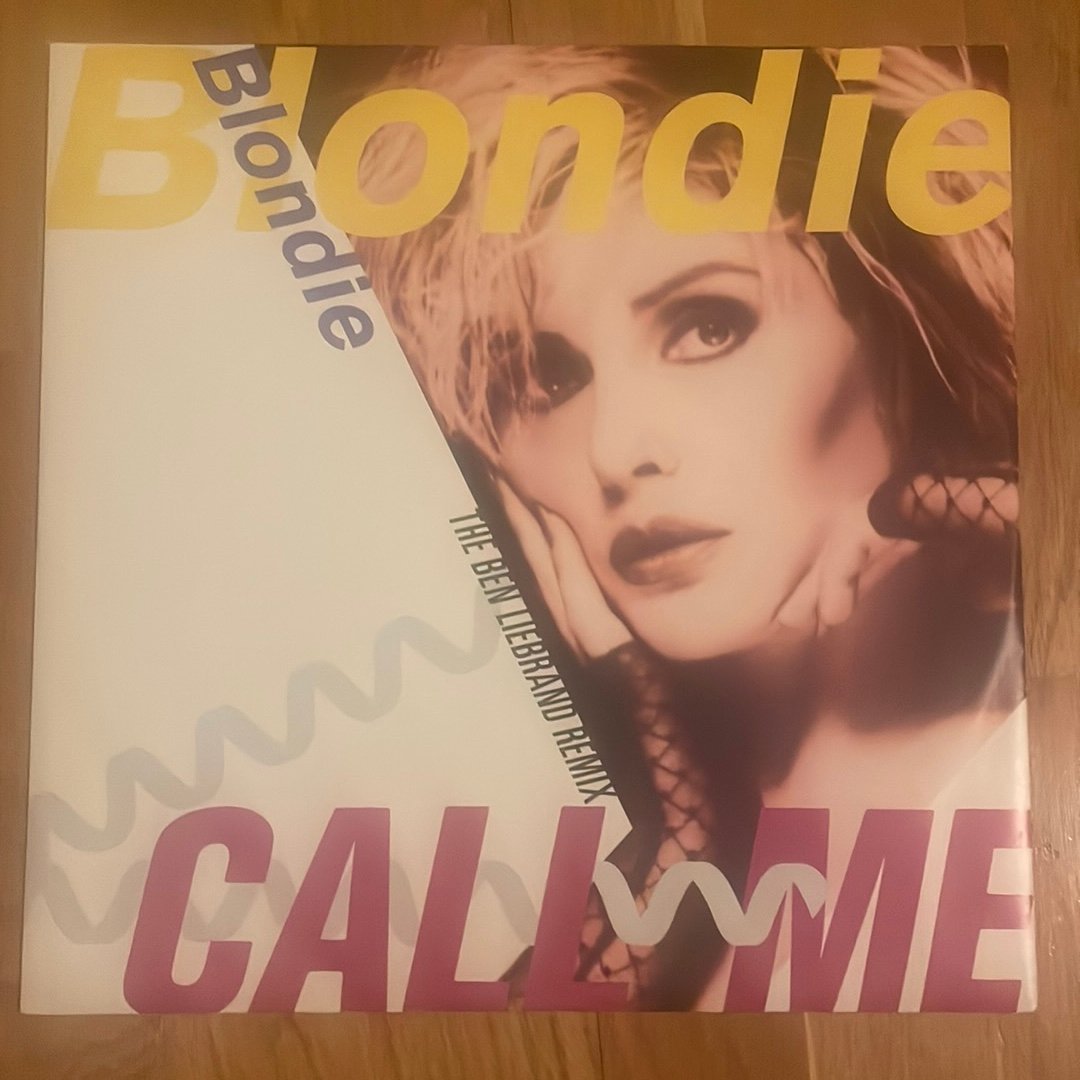 Blondie
Blondie
THE BEN LIEBRAND REMIX
CALL ME